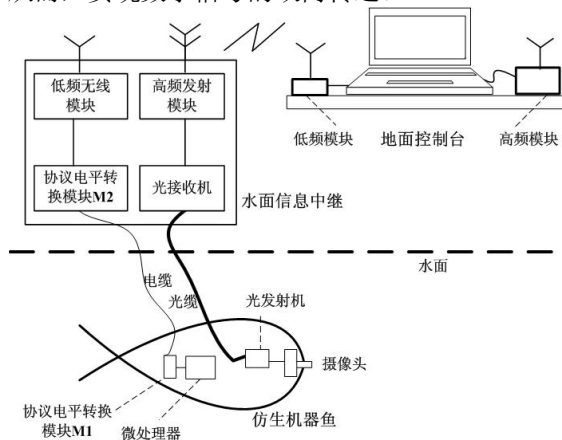 低频无线
模块
高频发射
模块
协议电平转
换模块M2
光接收机
水面信息中继
低频模块
地面控制台
高频模块
水面
电缆
光缆
光发射机
摄像头
协议电平转换
模块M1
微处理器
仿生机器鱼